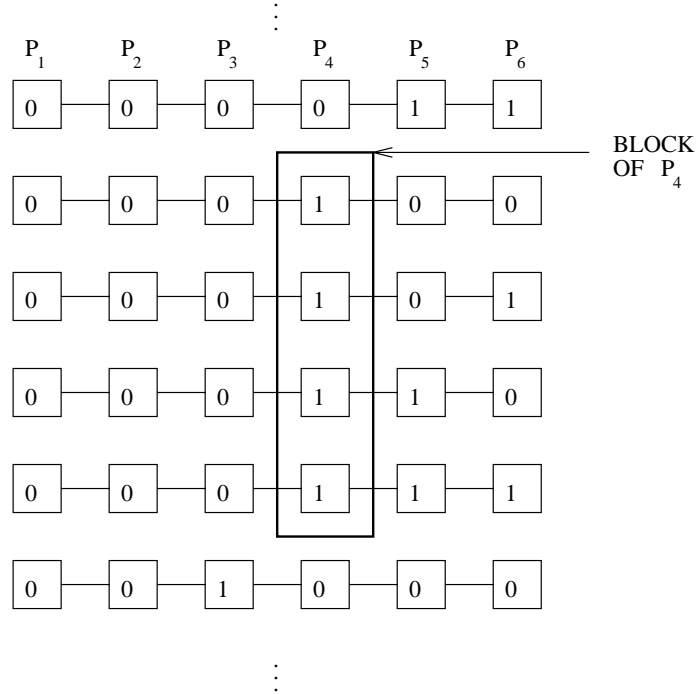 ⋮
P₁ P₂ P₃ P₄ P₅ P₆
0 0 0 0 1 1
BLOCK
OF P₄
0 0 0 1 0 0
0 0 0 1 0 1
0 0 0 1 1 0
0 0 0 1 1 1
0 0 1 0 0 0
⋮